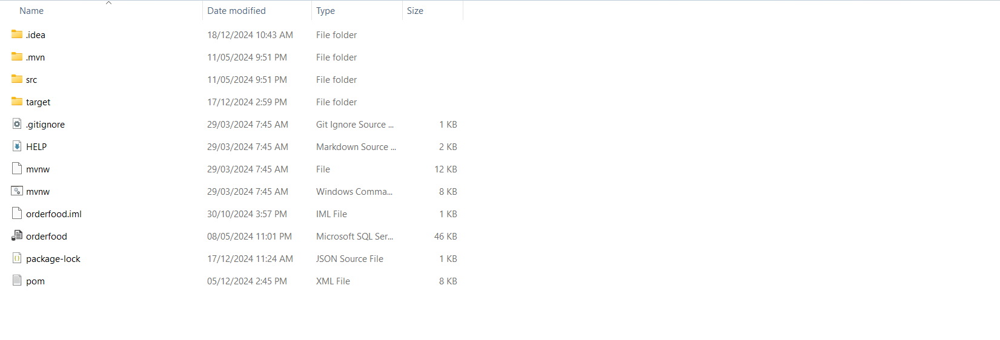 Name Date modified Type Size
.idea 18/12/2024 10:43 AM File folder
.mvn 11/05/2024 9:51 PM File folder
src 11/05/2024 9:51 PM File folder
target 17/12/2024 2:59 PM File folder
.gitignore 29/03/2024 7:45 AM Git Ignore Source ... 1 KB
HELP 29/03/2024 7:45 AM Markdown Source ... 2 KB
mvnw 29/03/2024 7:45 AM File 12 KB
mvnw 29/03/2024 7:45 AM Windows Comma... 8 KB
orderfood.iml 30/10/2024 3:57 PM IML File 1 KB
orderfood 08/05/2024 11:01 PM Microsoft SQL Ser... 46 KB
package-lock 17/12/2024 11:24 AM JSON Source File 1 KB
pom 05/12/2024 2:45 PM XML File 8 KB